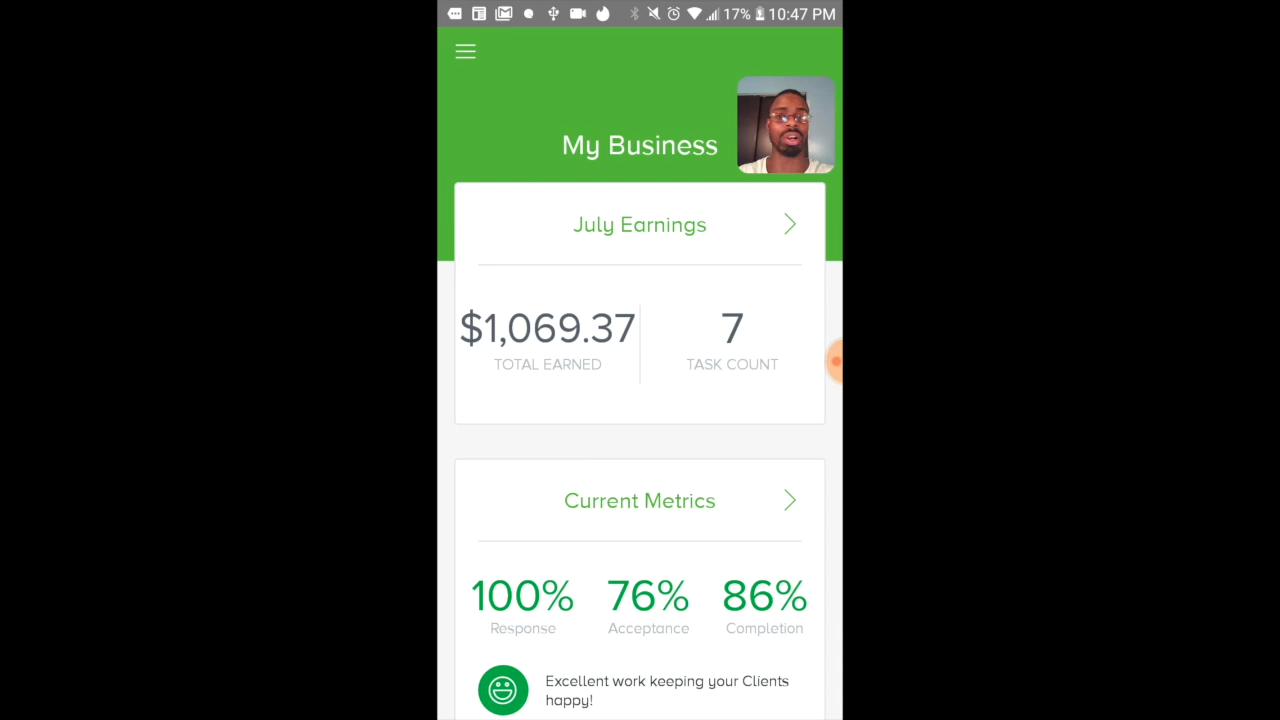 17% 10:47 PM
My Business
July Earnings
$1,069.37 7
TOTAL EARNED TASK COUNT
Current Metrics
100% 76% 86%
Response Acceptance Completion
Excellent work keeping your Clients
happy!